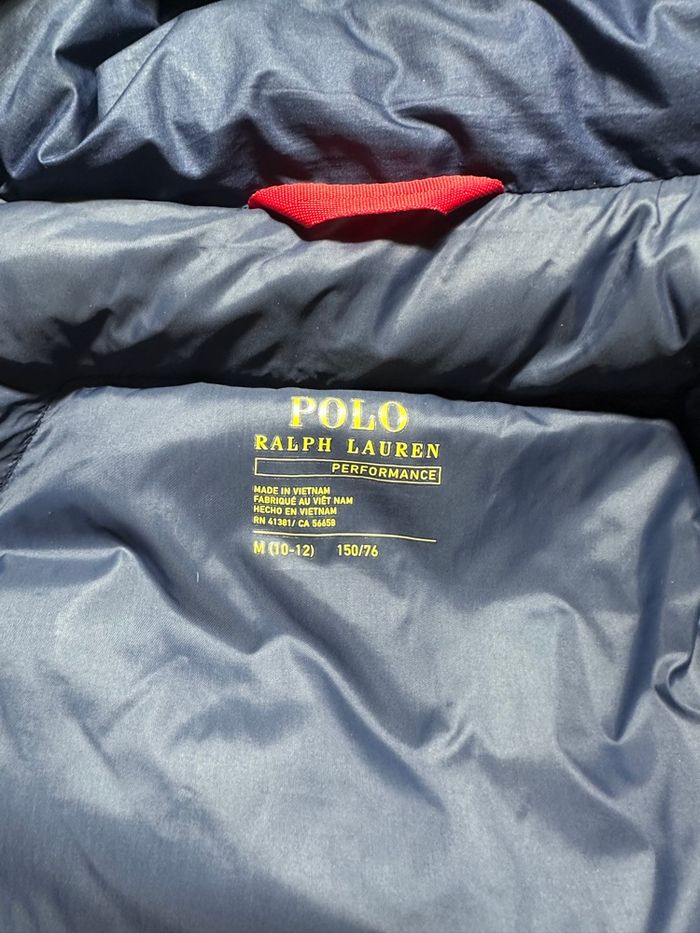 POLO
RALPH LAUREN
PERFORMANCE
MADE IN VIETNAM
FABRIQUÉ AU VIÊT NAM
HECHO EN VIETNAM
RN 41381/ CA 56658
M (10-12) 150/76